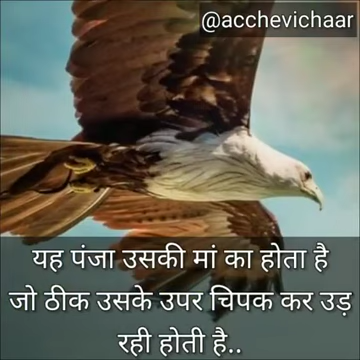 @acchevichaar
यह पंजा उसकी मां का होता है
जो ठीक उसके उपर चिपक कर उड़
रही होती है..